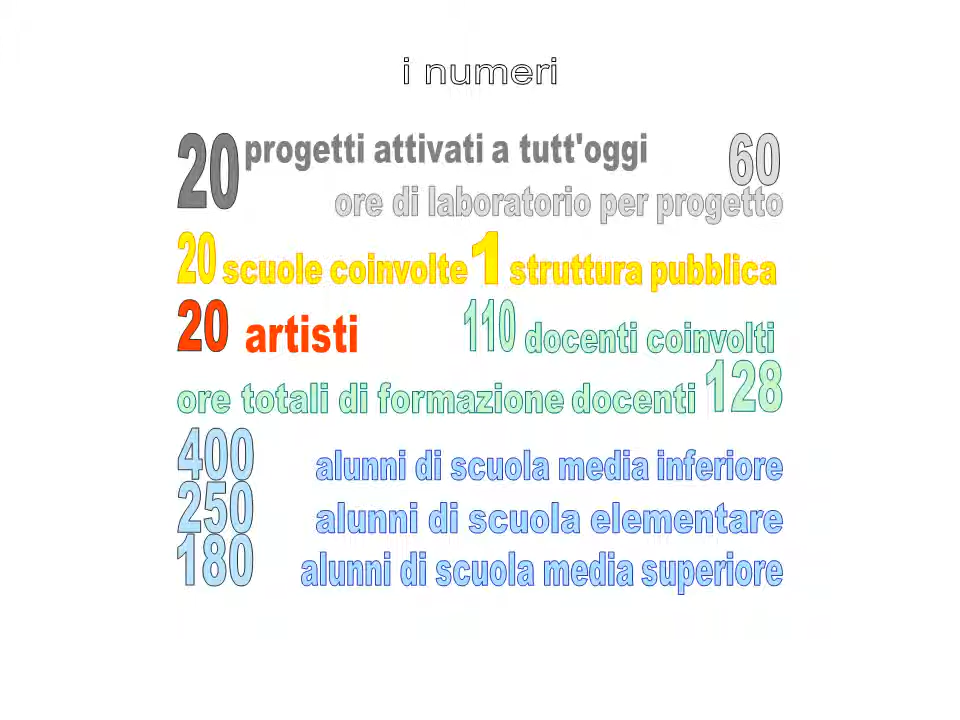 i numeri
20 progetti attivati a tutt'oggi
60 ore di laboratorio per progetto
20 scuole coinvolte 1 struttura pubblica
20 artisti 110 docenti coinvolti
ore totali di formazione docenti 128
400 alunni di scuola media inferiore
250 alunni di scuola elementare
180 alunni di scuola media superiore